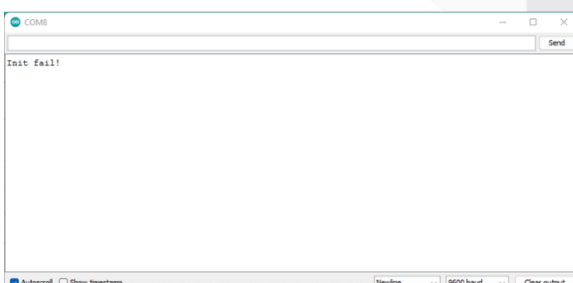 COM8
Send
Init fail!
Autoscroll Show timestamp Newline 9600 baud Clear output